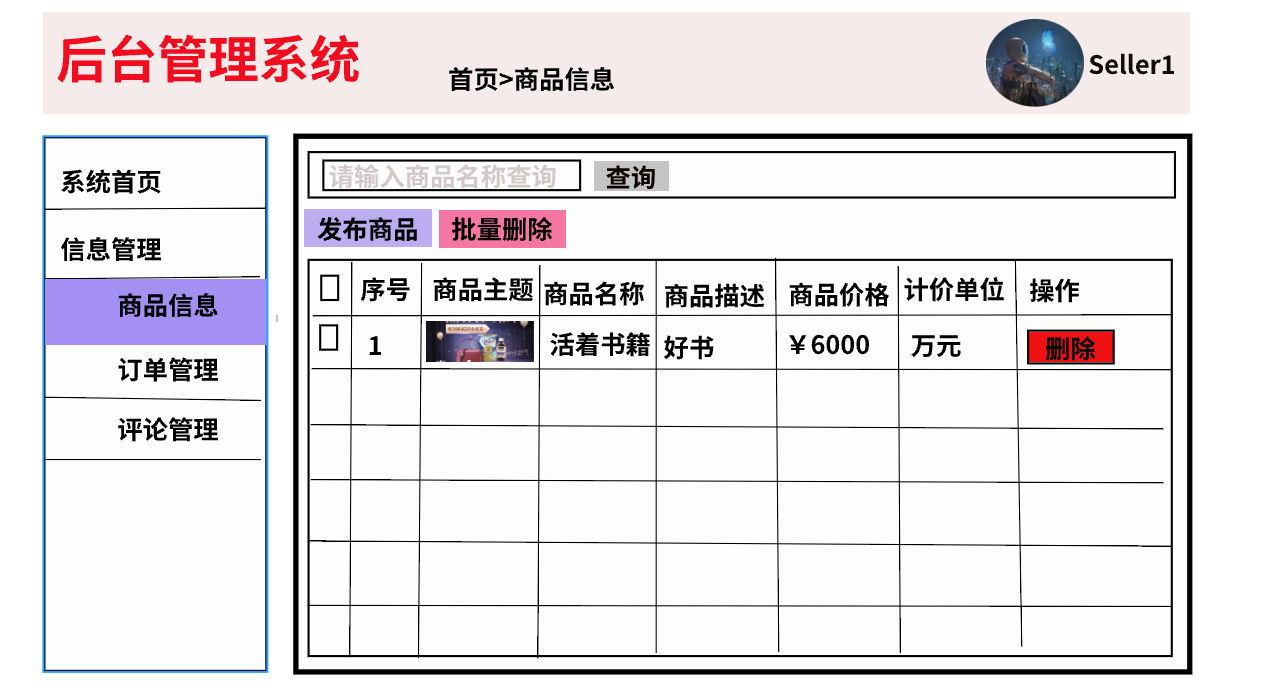 后台管理系统
首页>商品信息
Seller1
系统首页
信息管理
商品信息
订单管理
评论管理
请输入商品名称查询
查询
发布商品
批量删除
序号
商品主题
商品名称
商品描述
商品价格
计价单位
操作
1
活着书籍
好书
￥6000
万元
删除